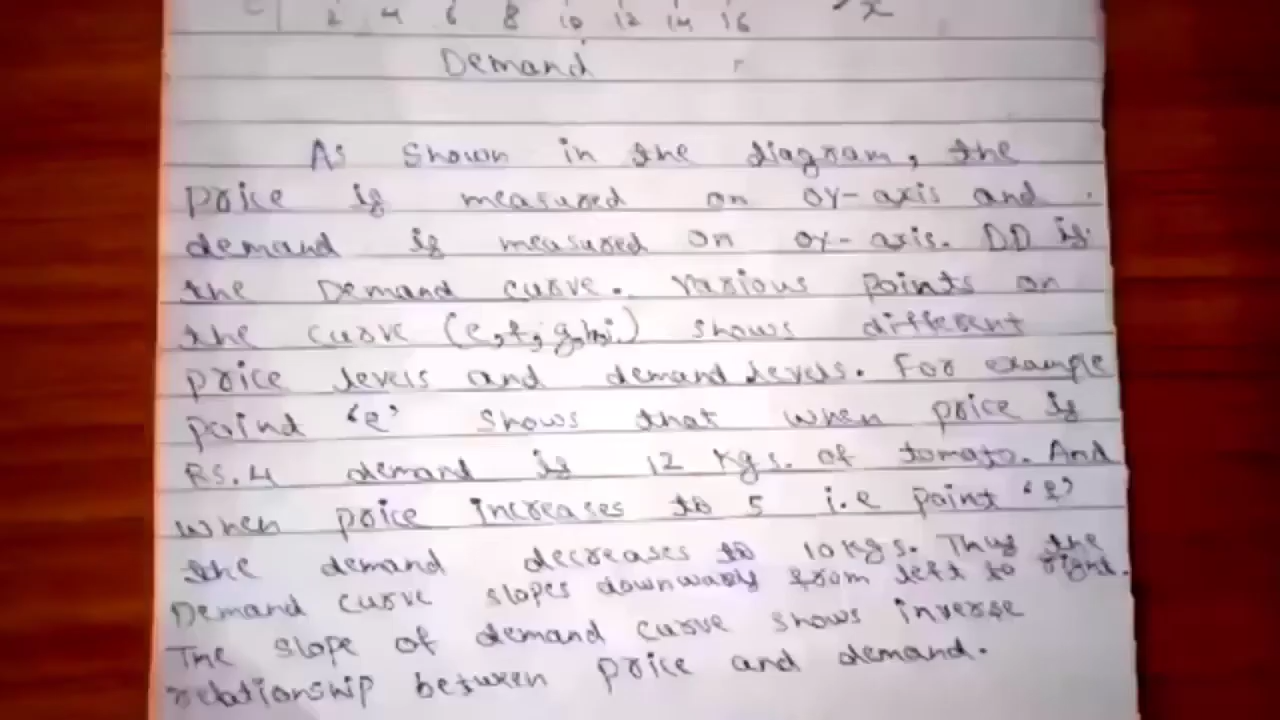 2 4 6 8 10 12 14 16 x
Demand
As shown in the diagram, the
price is measured on oy-axis and
demand is measured on ox-axis. DD is
the Demand curve. Various points on
the curve (e,f,g,h,i) shows different
price levels and demand levels. For example
poind 'e' shows that when price is
RS.4 demand is 12 Kgs. of tomato. And
when price increases to 5 i.e point 'f'
the demand decreases to 10 Kgs. Thus the
Demand curve slopes downwards from left to right.
The slope of demand curve shows inverse
relationship between price and demand.